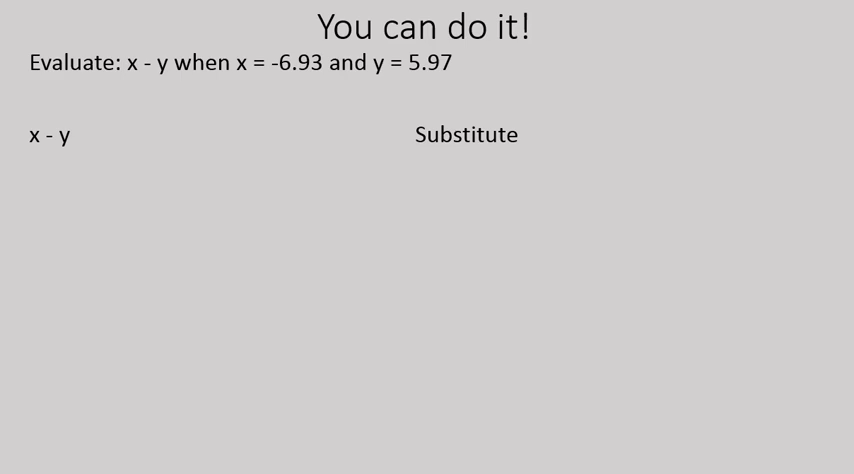 You can do it!
Evaluate: x - y when x = -6.93 and y = 5.97
x - y Substitute